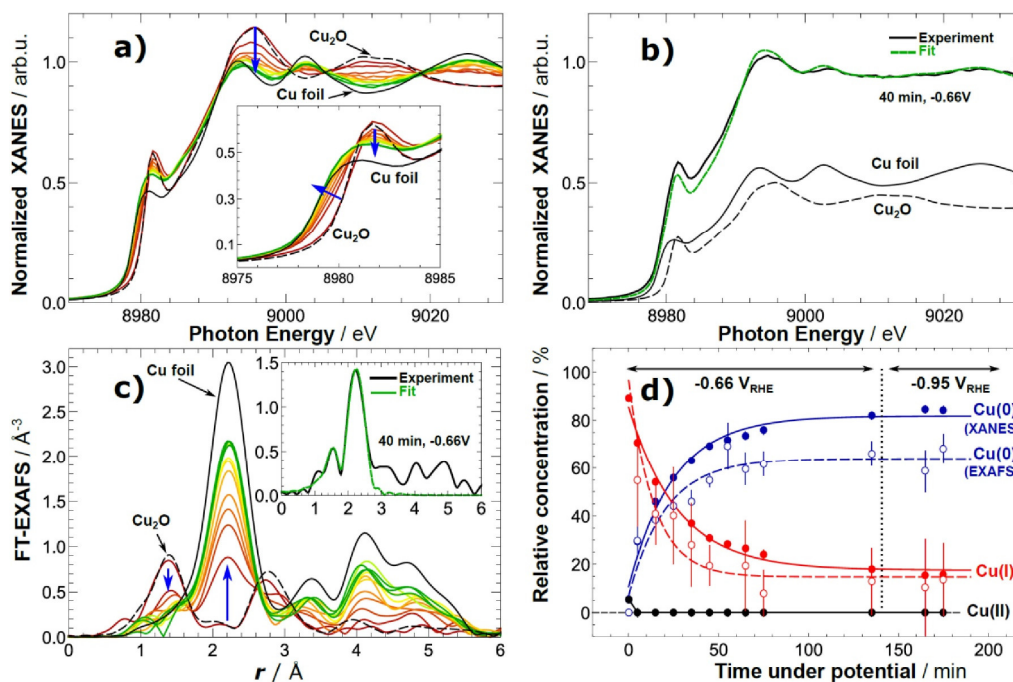 a)
Cu₂O
Cu foil
Cu foil
Cu₂O
0.5
0.3
0.1
8975 8980 8985
1.0
0.5
0.0
8980 9000 9020
Normalized XANES / arb.u.
Photon Energy / eV
b)
Experiment
Fit
40 min, -0.66V
Cu foil
Cu₂O
1.0
0.5
0.0
8980 9000 9020
Normalized XANES / arb.u.
Photon Energy / eV
c)
Cu foil
Cu₂O
Experiment
Fit
40 min, -0.66V
1.5
1.0
0.5
0.0
0 1 2 3 4 5 6
3.0
2.5
2.0
1.5
1.0
0.5
0.0
0 1 2 3 4 5 6
FT-EXAFS / Å⁻³
r / Å
d)
-0.66 V_RHE
-0.95 V_RHE
Cu(0)
(XANES)
Cu(0)
(EXAFS)
Cu(I)
Cu(II)
100
80
60
40
20
0
0 50 100 150 200
Relative concentration / %
Time under potential / min